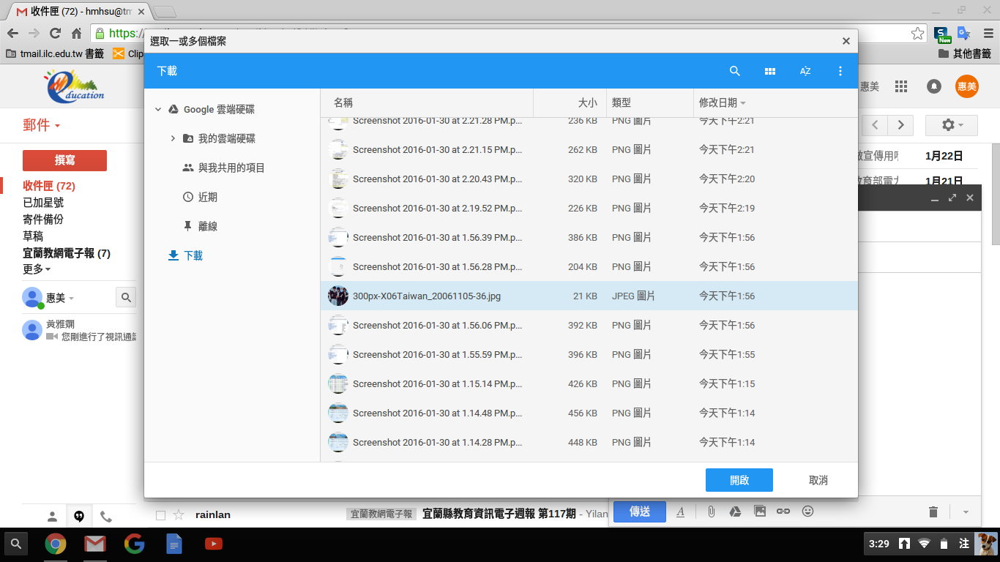 收件匣 (72) - hmhsu@tm
https:/
tmail.ilc.edu.tw 書籤
Clip
New
其他書籤
選取一或多個檔案
下載
AZ
ducation
惠美
惠美
Google 雲端硬碟
我的雲端硬碟
與我共用的項目
近期
離線
下載
名稱 大小 類型 修改日期
Screenshot 2016-01-30 at 2.21.28 PM.p... 236 KB PNG 圖片 今天下午2:21
Screenshot 2016-01-30 at 2.21.15 PM.p... 262 KB PNG 圖片 今天下午2:21
Screenshot 2016-01-30 at 2.20.43 PM.p... 320 KB PNG 圖片 今天下午2:20
Screenshot 2016-01-30 at 2.19.52 PM.p... 226 KB PNG 圖片 今天下午2:19
Screenshot 2016-01-30 at 1.56.39 PM.p... 386 KB PNG 圖片 今天下午1:56
Screenshot 2016-01-30 at 1.56.28 PM.p... 204 KB PNG 圖片 今天下午1:56
300px-X06Taiwan_20061105-36.jpg 21 KB JPEG 圖片 今天下午1:56
Screenshot 2016-01-30 at 1.56.06 PM.p... 392 KB PNG 圖片 今天下午1:56
Screenshot 2016-01-30 at 1.55.59 PM.p... 396 KB PNG 圖片 今天下午1:55
Screenshot 2016-01-30 at 1.15.14 PM.p... 426 KB PNG 圖片 今天下午1:15
Screenshot 2016-01-30 at 1.14.48 PM.p... 456 KB PNG 圖片 今天下午1:14
Screenshot 2016-01-30 at 1.14.28 PM.p... 448 KB PNG 圖片 今天下午1:14
開啟 取消
郵件
撰寫
收件匣 (72)
已加星號
寄件備份
草稿
宜蘭教網電子報 (7)
更多
惠美
黃雅嫻
您剛進行了視訊通話
宣傳用 1月22日
教育部電力 1月21日
rainlan 宜蘭教網電子報 宜蘭縣教育資訊電子週報 第117期 - Yilan
傳送
3:29 注